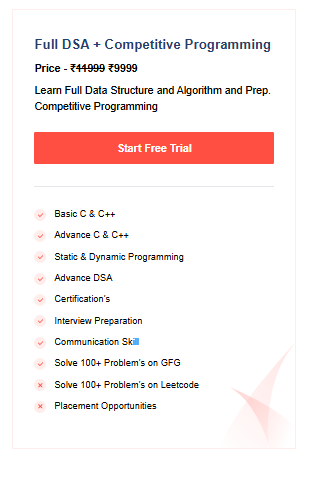 Full DSA + Competitive Programming
Price - ₹11999 ₹9999
Learn Full Data Structure and Algorithm and Prep.
Competitive Programming
Start Free Trial
Basic C & C++
Advance C & C++
Static & Dynamic Programming
Advance DSA
Certification's
Interview Preparation
Communication Skill
Solve 100+ Problem's on GFG
Solve 100+ Problem's on Leetcode
Placement Opportunities